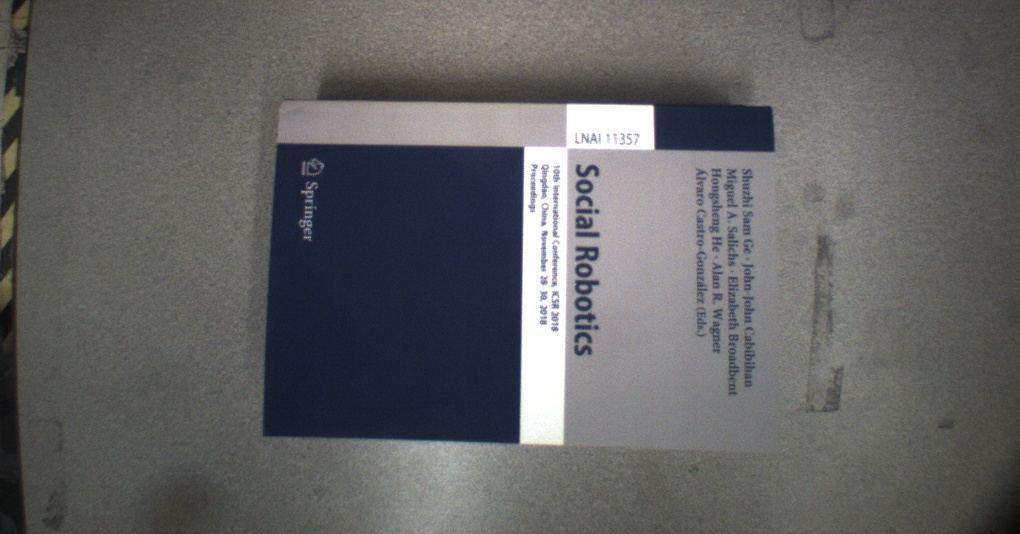 LNAI 11357
Shuzhi Sam Ge · John-John Cabibihan
Miguel A. Salichs · Elizabeth Broadbent
Hongsheng He · Alan R. Wagner
Álvaro Castro-González (Eds.)
Social Robotics
10th International Conference, ICSR 2018
Qingdao, China, November 28–30, 2018
Proceedings
Springer